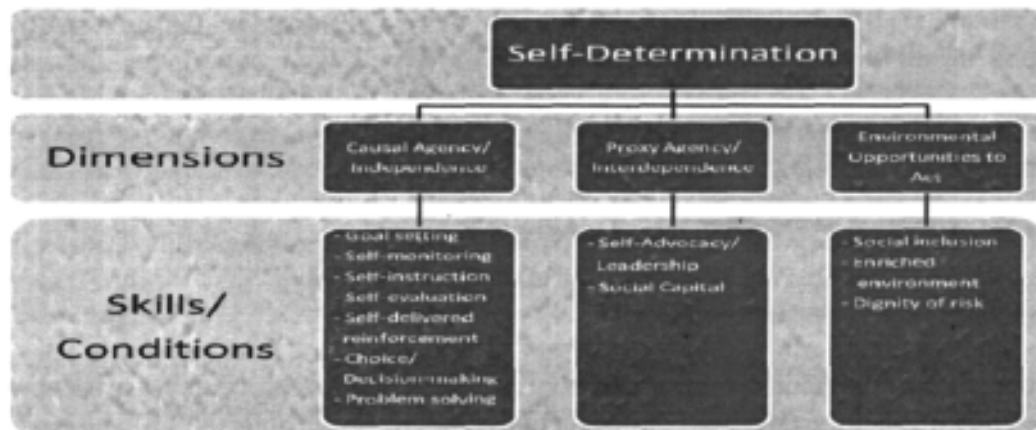 Self-Determination
Dimensions
Causal Agency/
Independence
Proxy Agency/
Interdependence
Environmental
Opportunities to
Act
Skills/
Conditions
- Goal setting
- Self-monitoring
- Self-instruction
- Self-evaluation
- Self-delivered
reinforcement
- Choice/
Decision-making
- Problem solving
- Self-Advocacy/
Leadership
- Social Capital
- Social inclusion
- Enriched
environment
- Dignity of risk